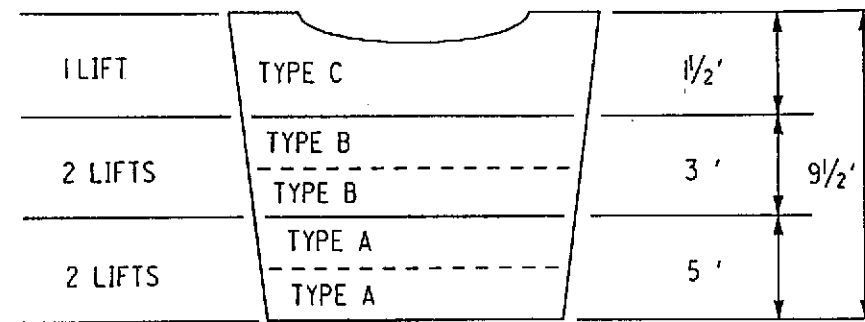 1 LIFT TYPE C 1½'
TYPE B
2 LIFTS 3 ' 9½'
TYPE B
TYPE A
2 LIFTS 5 '
TYPE A